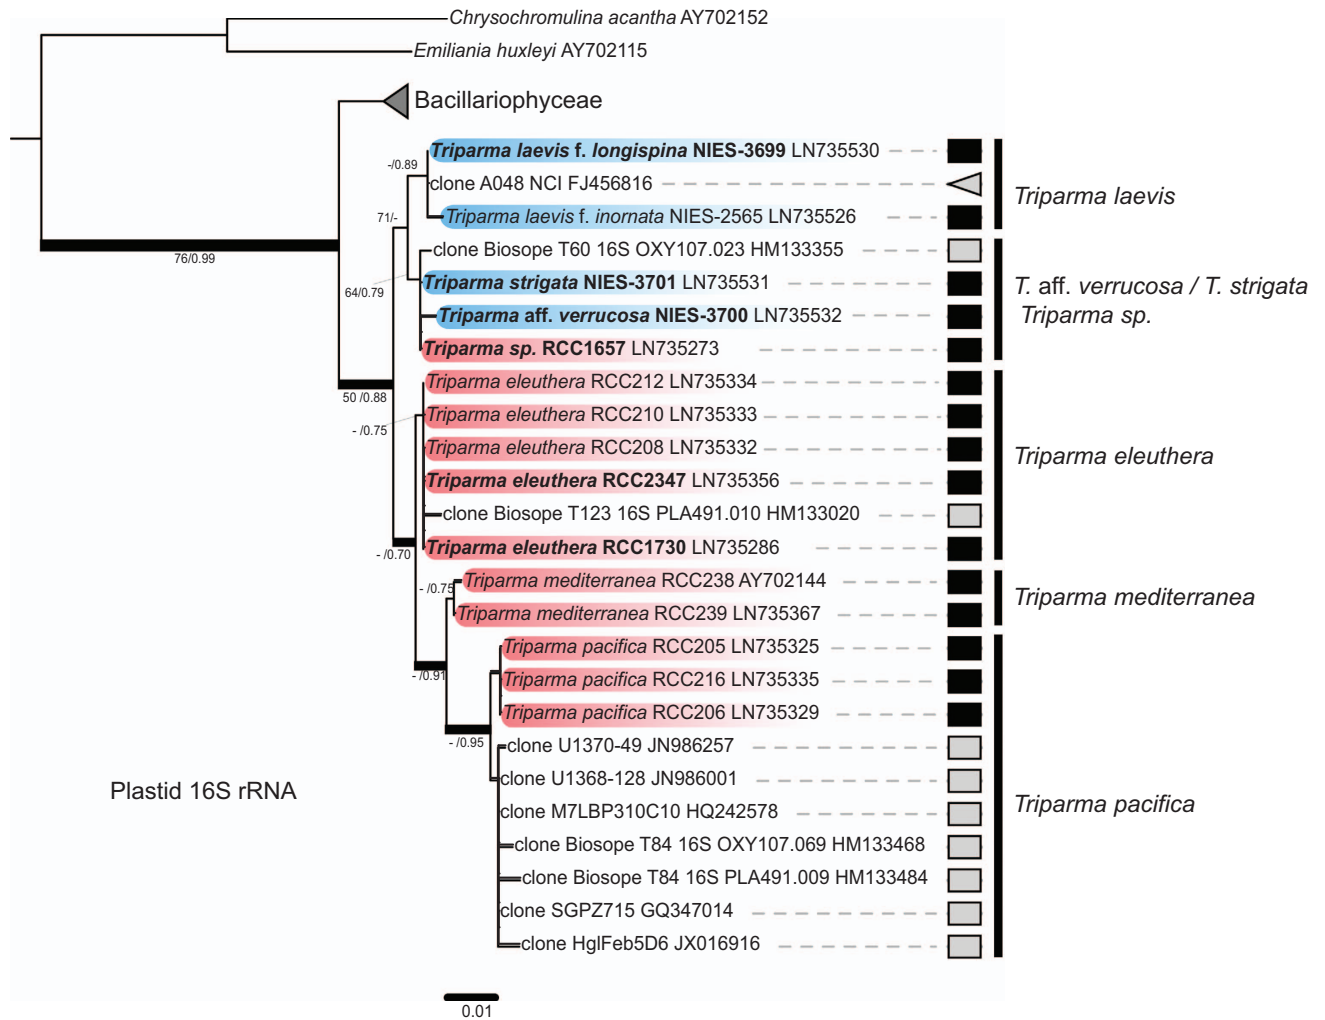 Chrysochromulina acantha AY702152
Emiliania huxleyi AY702115
Bacillariophyceae
76/0.99
-/0.89
71/-
64/0.79
50 /0.88
- /0.75
- /0.70
- /0.75
- /0.91
- /0.95
Triparma laevis f. longispina NIES-3699 LN735530
clone A048 NCI FJ456816
Triparma laevis f. inornata NIES-2565 LN735526
Triparma laevis
clone Biosope T60 16S OXY107.023 HM133355
Triparma strigata NIES-3701 LN735531
Triparma aff. verrucosa NIES-3700 LN735532
Triparma sp. RCC1657 LN735273
T. aff. verrucosa / T. strigata
Triparma sp.
Triparma eleuthera RCC212 LN735334
Triparma eleuthera RCC210 LN735333
Triparma eleuthera RCC208 LN735332
Triparma eleuthera RCC2347 LN735356
clone Biosope T123 16S PLA491.010 HM133020
Triparma eleuthera RCC1730 LN735286
Triparma eleuthera
Triparma mediterranea RCC238 AY702144
Triparma mediterranea RCC239 LN735367
Triparma mediterranea
Triparma pacifica RCC205 LN735325
Triparma pacifica RCC216 LN735335
Triparma pacifica RCC206 LN735329
clone U1370-49 JN986257
clone U1368-128 JN986001
clone M7LBP310C10 HQ242578
clone Biosope T84 16S OXY107.069 HM133468
clone Biosope T84 16S PLA491.009 HM133484
clone SGPZ715 GQ347014
clone HglFeb5D6 JX016916
Triparma pacifica
Plastid 16S rRNA
0.01